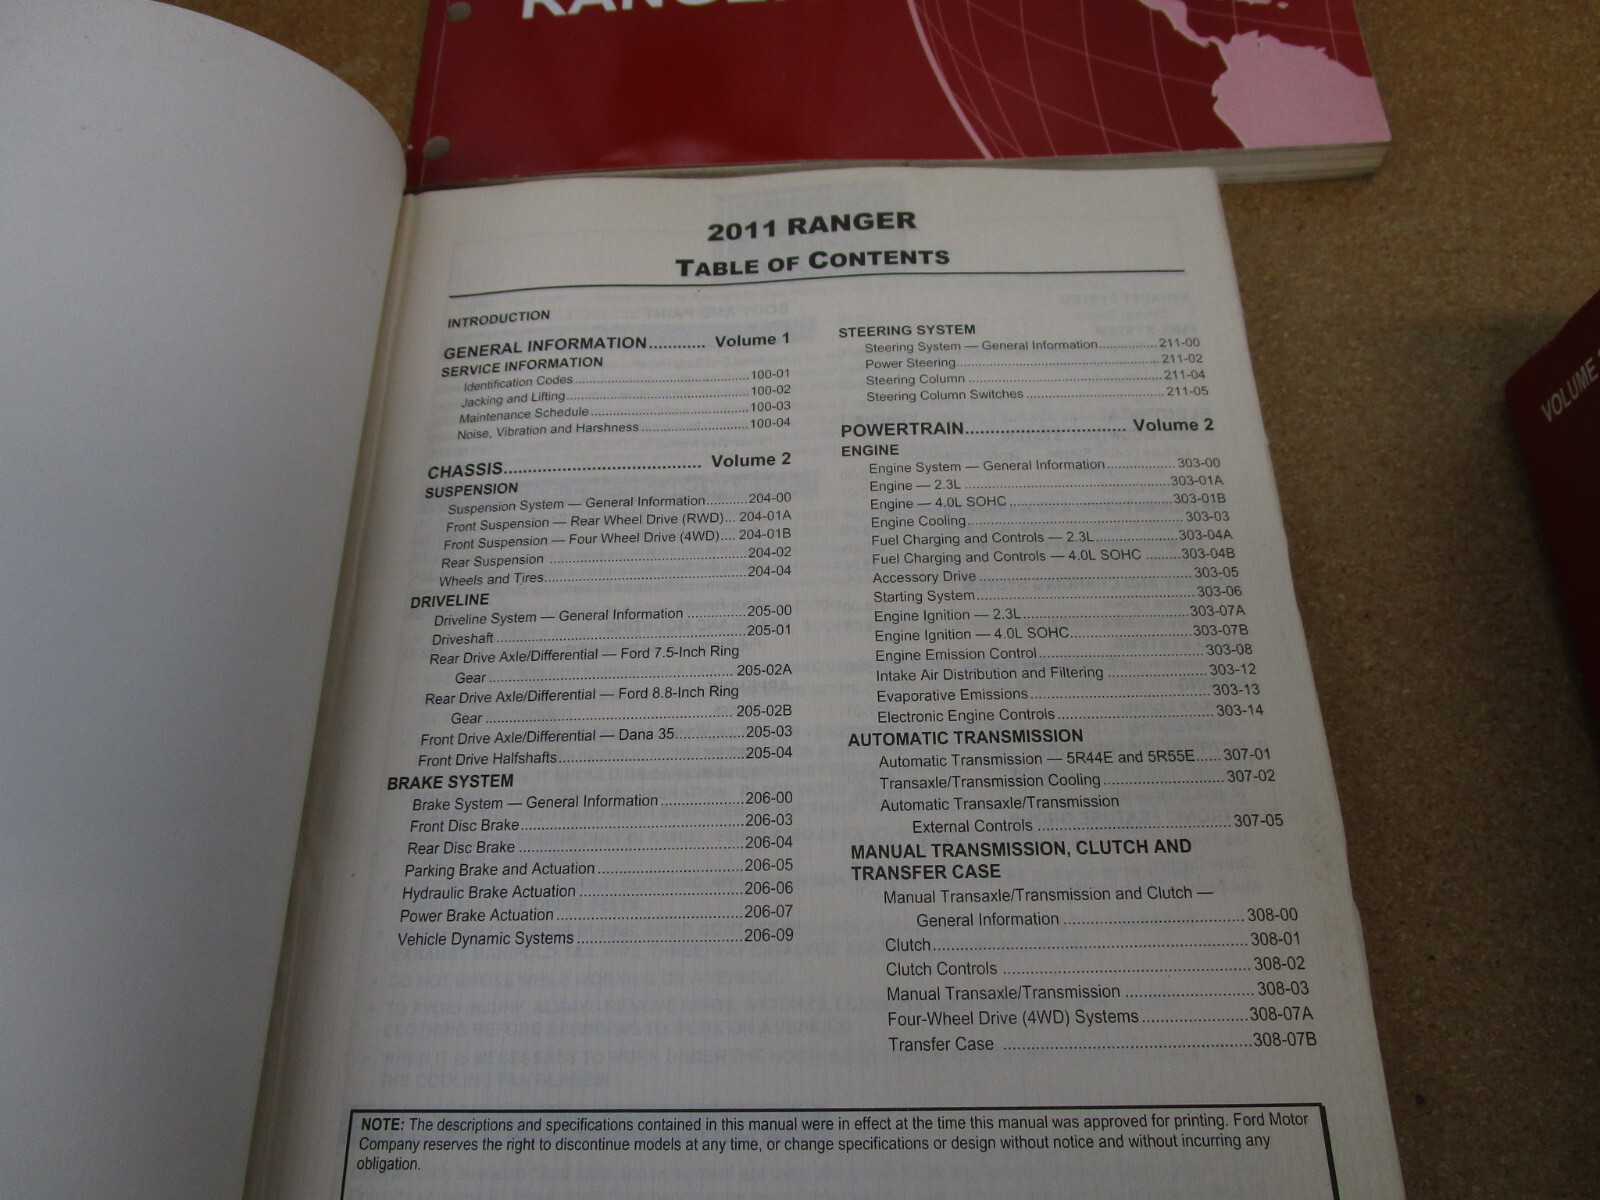 RANGER
VOLUME
2011 RANGER
TABLE OF CONTENTS
INTRODUCTION
GENERAL INFORMATION............ Volume 1
SERVICE INFORMATION
Identification Codes....................100-01
Jacking and Lifting....................100-02
Maintenance Schedule....................100-03
Noise, Vibration and Harshness....................100-04
CHASSIS.................... Volume 2
SUSPENSION
Suspension System — General Information...........204-00
Front Suspension — Rear Wheel Drive (RWD)... 204-01A
Front Suspension — Four Wheel Drive (4WD).... 204-01B
Rear Suspension ....................204-02
Wheels and Tires....................204-04
DRIVELINE
Driveline System — General Information ....................205-00
Driveshaft ....................205-01
Rear Drive Axle/Differential — Ford 7.5-Inch Ring
Gear .................... 205-02A
Rear Drive Axle/Differential — Ford 8.8-Inch Ring
Gear .................... 205-02B
Front Drive Axle/Differential — Dana 35....................205-03
Front Drive Halfshafts....................205-04
BRAKE SYSTEM
Brake System — General Information....................206-00
Front Disc Brake....................206-03
Rear Disc Brake ....................206-04
Parking Brake and Actuation....................206-05
Hydraulic Brake Actuation ....................206-06
Power Brake Actuation....................206-07
Vehicle Dynamic Systems....................206-09
STEERING SYSTEM
Steering System — General Information...............211-00
Power Steering....................211-02
Steering Column ....................211-04
Steering Column Switches....................211-05
POWERTRAIN.................... Volume 2
ENGINE
Engine System — General Information....................303-00
Engine — 2.3L....................303-01A
Engine — 4.0L SOHC....................303-01B
Engine Cooling....................303-03
Fuel Charging and Controls — 2.3L....................303-04A
Fuel Charging and Controls — 4.0L SOHC .........303-04B
Accessory Drive ....................303-05
Starting System....................303-06
Engine Ignition — 2.3L....................303-07A
Engine Ignition — 4.0L SOHC....................303-07B
Engine Emission Control....................303-08
Intake Air Distribution and Filtering ....................303-12
Evaporative Emissions....................303-13
Electronic Engine Controls....................303-14
AUTOMATIC TRANSMISSION
Automatic Transmission — 5R44E and 5R55E......307-01
Transaxle/Transmission Cooling....................307-02
Automatic Transaxle/Transmission
External Controls ....................307-05
MANUAL TRANSMISSION, CLUTCH AND
TRANSFER CASE
Manual Transaxle/Transmission and Clutch —
General Information ....................308-00
Clutch....................308-01
Clutch Controls ....................308-02
Manual Transaxle/Transmission ....................308-03
Four-Wheel Drive (4WD) Systems....................308-07A
Transfer Case ....................308-07B
NOTE: The descriptions and specifications contained in this manual were in effect at the time this manual was approved for printing. Ford Motor
Company reserves the right to discontinue models at any time, or change specifications or design without notice and without incurring any
obligation.